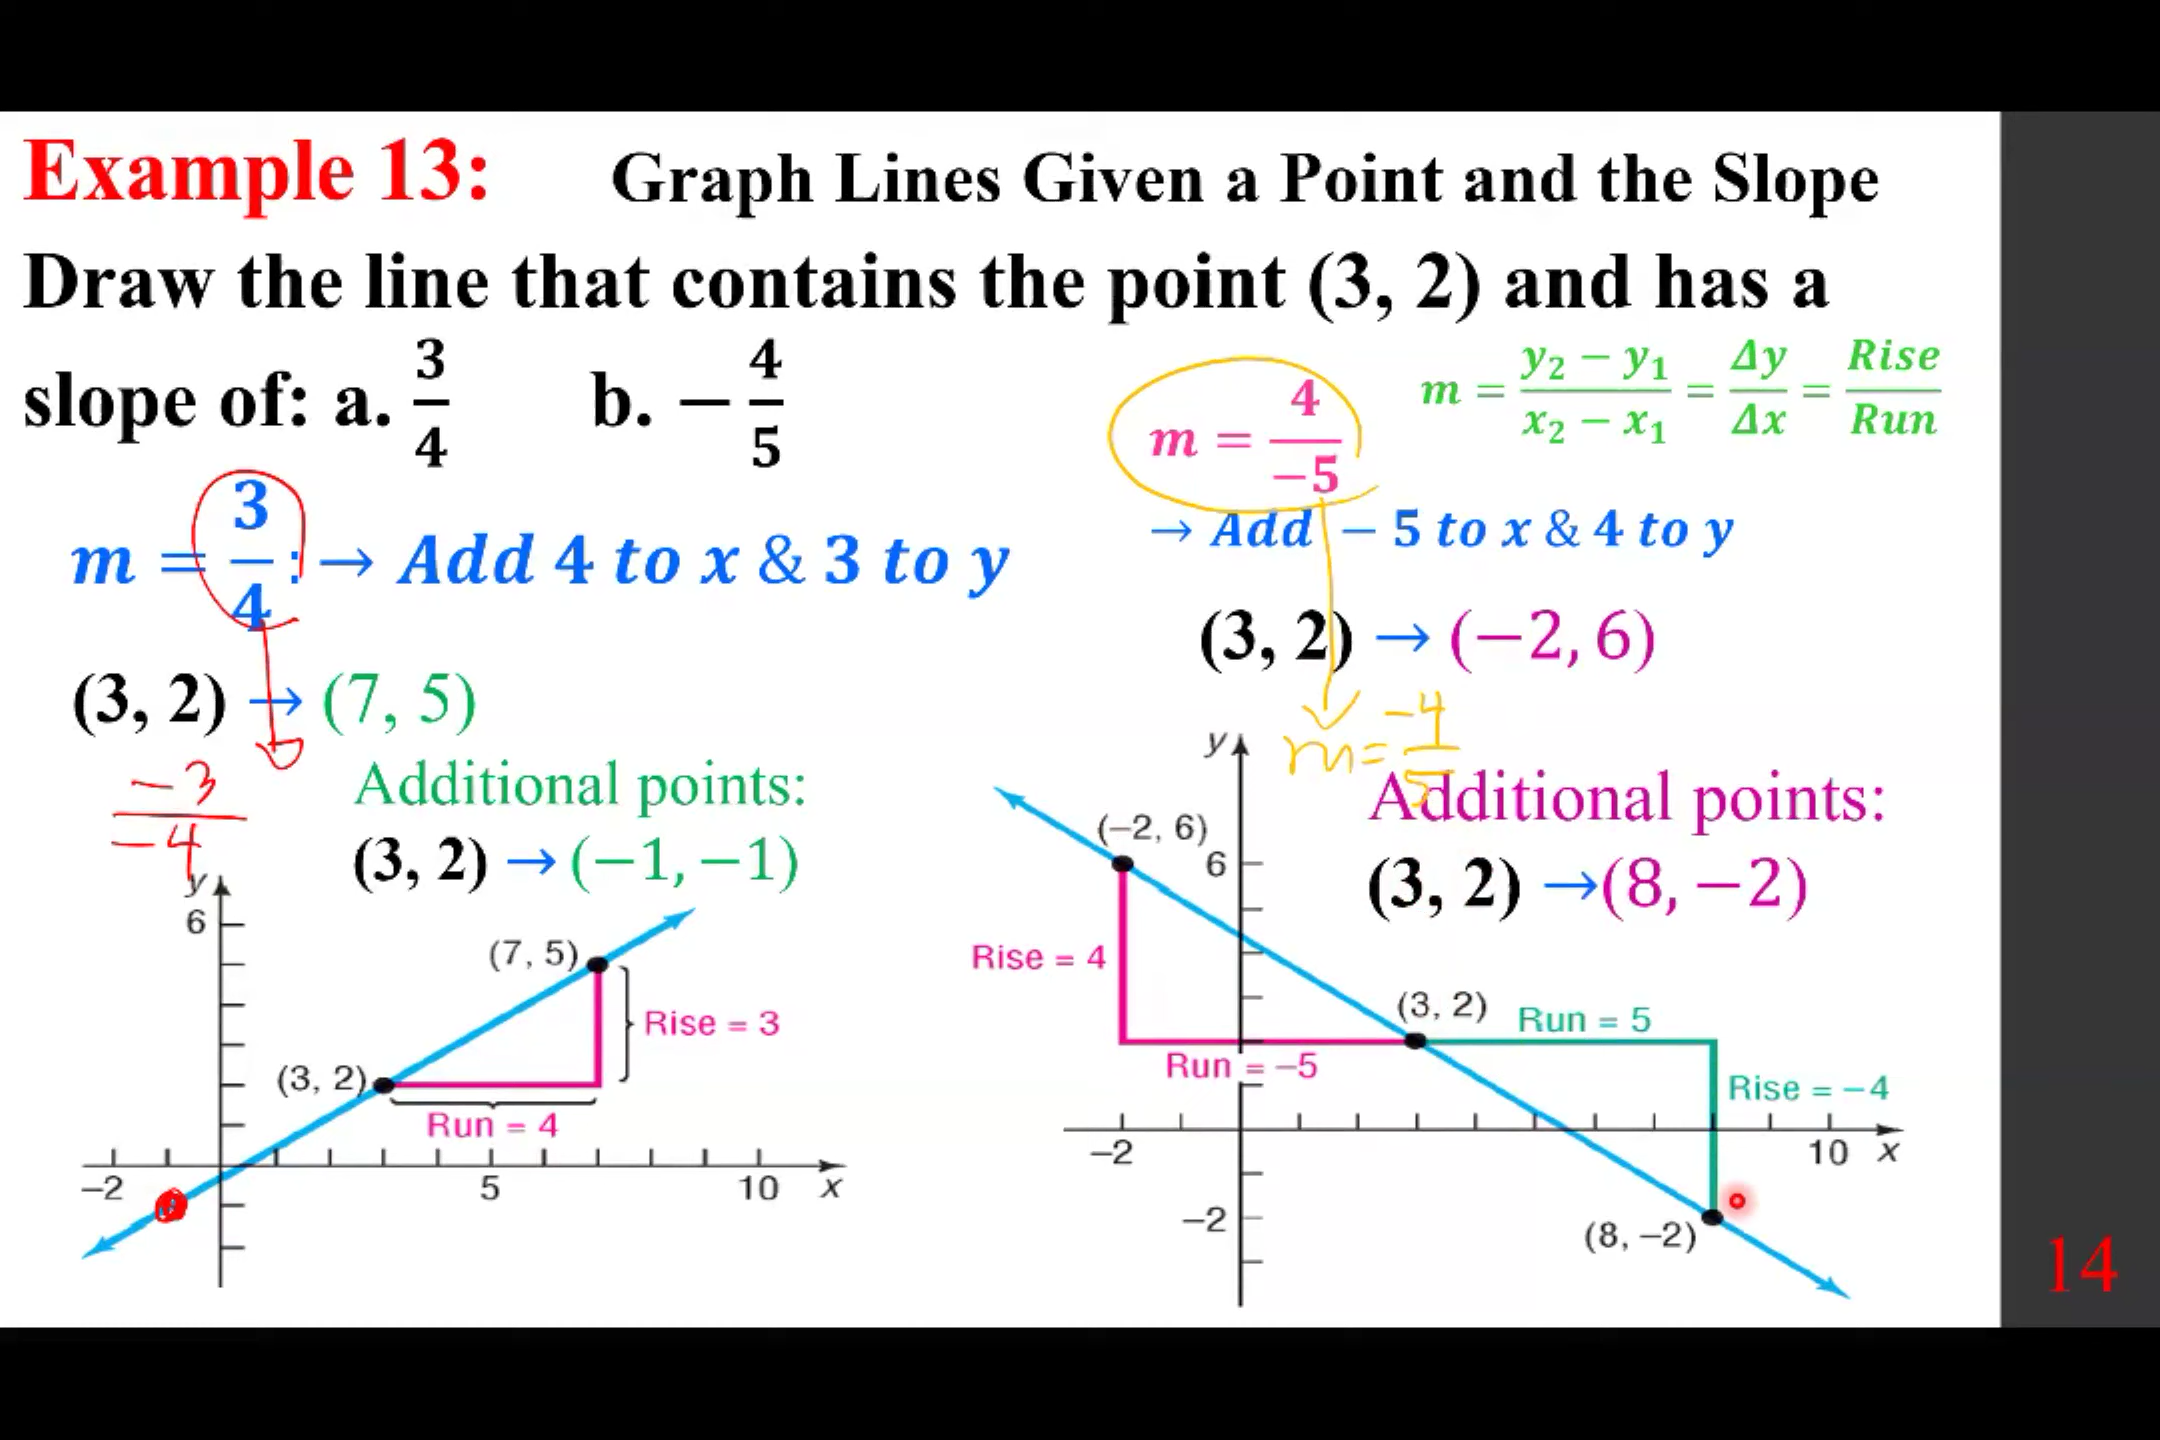 Example 13: Graph Lines Given a Point and the Slope
Draw the line that contains the point (3, 2) and has a
slope of: a. 3/4 b. −4/5
m = 4/−5
m = (y₂ − y₁)/(x₂ − x₁) = Δy/Δx = Rise/Run
m = 3/4 : → Add 4 to x & 3 to y
→ Add −5 to x & 4 to y
(3, 2) → (7, 5)
(3, 2) → (−2, 6)
−3/−4
m = −4/5
Additional points:
(3, 2) → (−1, −1)
Additional points:
(3, 2) → (8, −2)
y
6
(7, 5)
Rise = 3
(3, 2)
Run = 4
−2
5
10
x
y
(−2, 6)
6
Rise = 4
(3, 2)
Run = 5
Run = −5
Rise = −4
−2
10
x
−2
(8, −2)
14